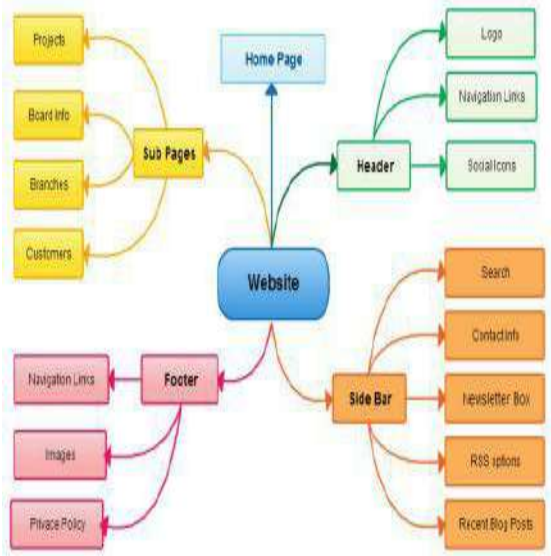 Projects
Board Info
Branches
Customers
Sub Pages
Home Page
Logo
Navigation Links
Social Icons
Header
Website
Navigation Links
Images
Privace Policy
Footer
Side Bar
Search
Contact Info
Newsletter Box
RSS options
Recent Blog Posts